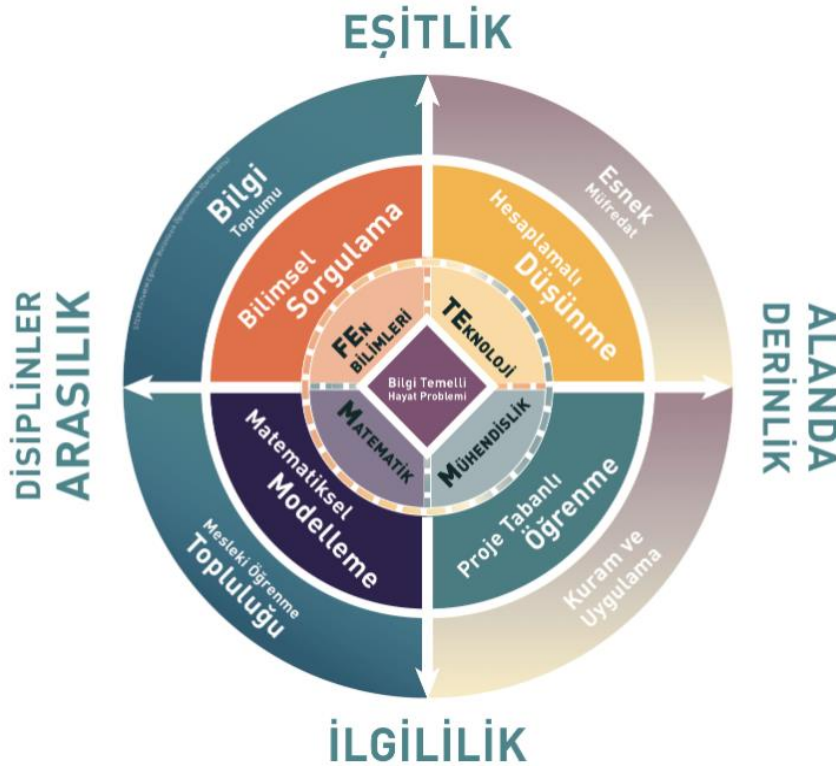 EŞİTLİK
Bilgi
Toplumu
Esnek
Müfredat
Bilimsel
Sorgulama
Hesaplamalı
Düşünme
FEN
BİLİMLERİ
TEKNOLOJİ
DİSİPLİNLER
ARASILIK
Bilgi Temelli
Hayat Problemi
ALANDA
DERİNLİK
MATEMATİK
MÜHENDİSLİK
Matematiksel
Modelleme
Proje Tabanlı
Öğrenme
Mesleki Öğrenme
Topluluğu
Kuram ve
Uygulama
İLGİLİLİK